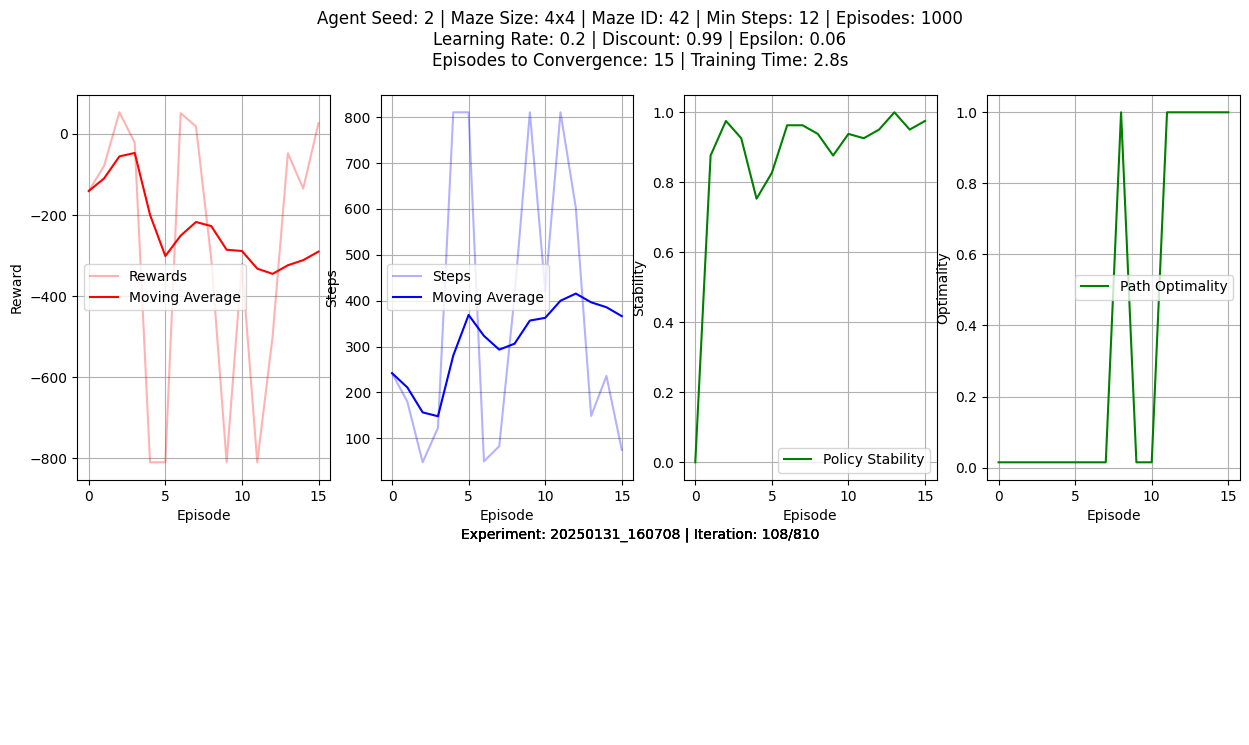 Agent Seed: 2 | Maze Size: 4x4 | Maze ID: 42 | Min Steps: 12 | Episodes: 1000
Learning Rate: 0.2 | Discount: 0.99 | Epsilon: 0.06
Episodes to Convergence: 15 | Training Time: 2.8s
Reward
0
−200
−400
−600
−800
Rewards
Moving Average
0 5 10 15
Episode
Steps
800
700
600
500
400
300
200
100
Steps
Moving Average
0 5 10 15
Episode
Stability
1.0
0.8
0.6
0.4
0.2
0.0
Policy Stability
0 5 10 15
Episode
Optimality
1.0
0.8
0.6
0.4
0.2
0.0
Path Optimality
0 5 10 15
Episode
Experiment: 20250131_160708 | Iteration: 108/810